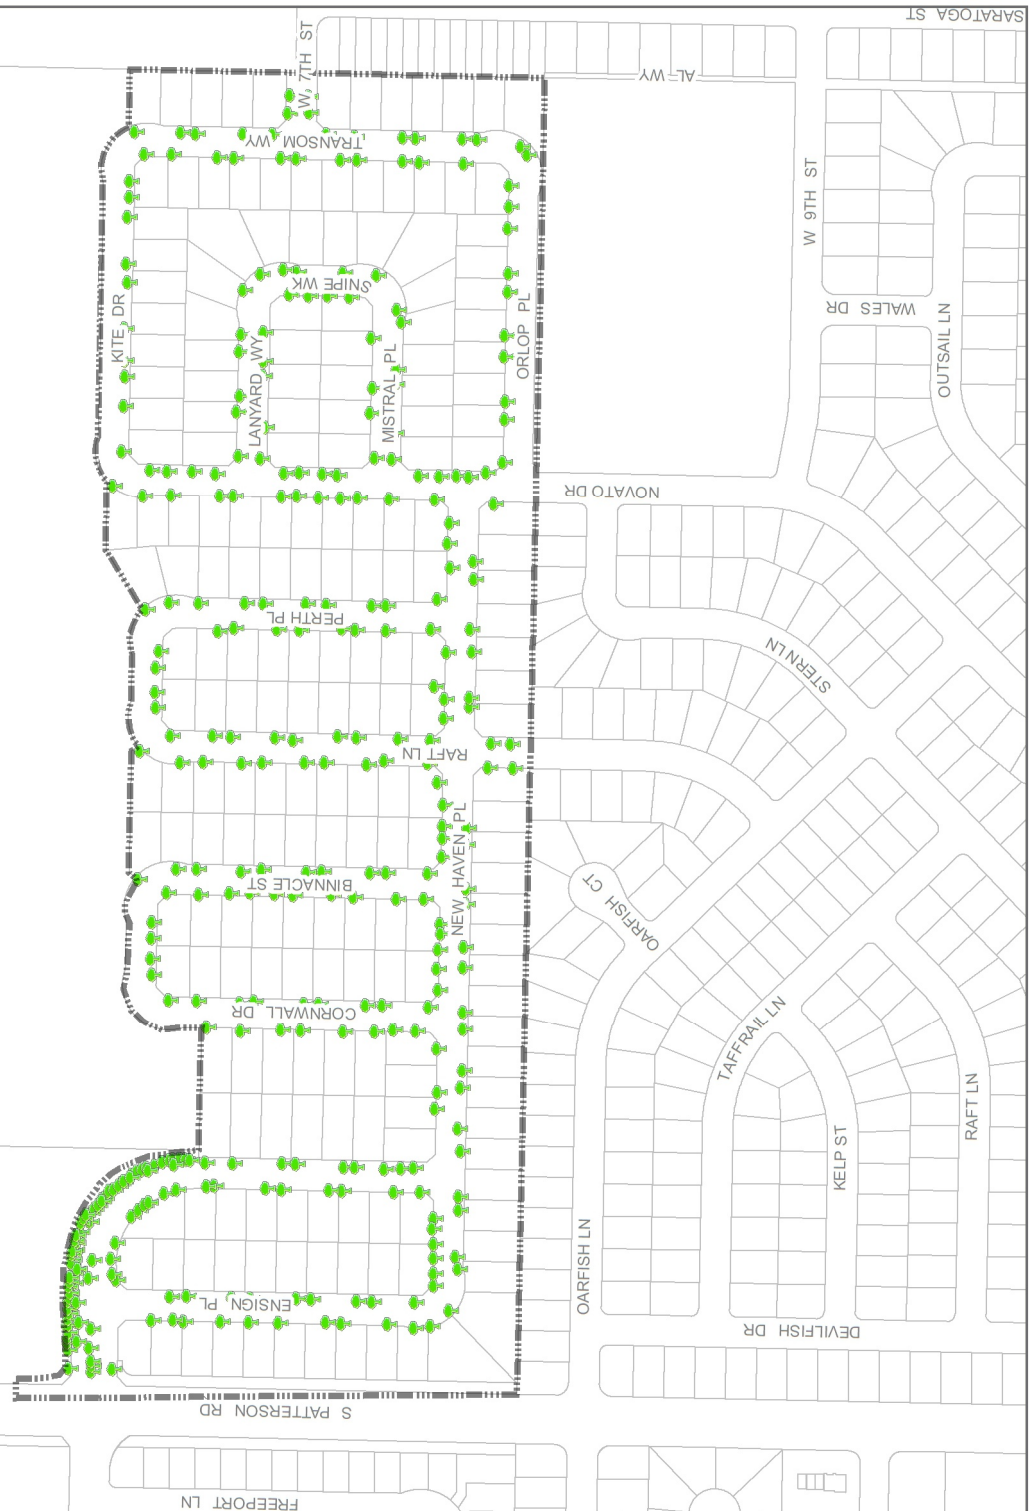 SARATOGA ST
W 7TH ST
AL WY
TRANSOM WY
W 9TH ST
SNIPE WK
KITE DR
ORLOP PL
WALES DR
OUTSAIL LN
LANYARD WY
MISTRAL PL
NOVATO DR
PERTH PL
STERN LN
RAFT LN
NEW HAVEN PL
BINNACLE ST
OARFISH CT
CORNWALL DR
TAFFRAIL LN
RAFT LN
KELP ST
OARFISH LN
ENSIGN PL
DEVILFISH DR
S PATTERSON RD
FREEPORT LN